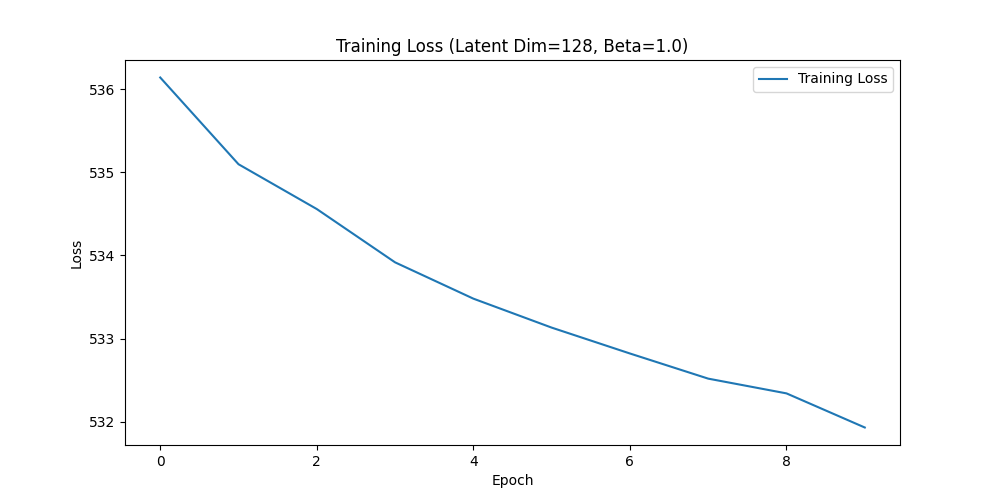 Training Loss (Latent Dim=128, Beta=1.0)
Training Loss
536
535
534
533
532
Loss
0 2 4 6 8
Epoch